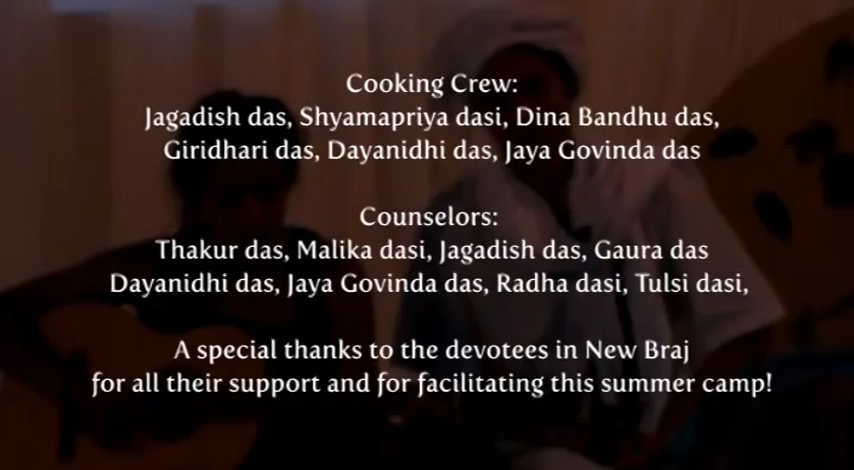 Cooking Crew:
Jagadish das, Shyamapriya dasi, Dina Bandhu das,
Giridhari das, Dayanidhi das, Jaya Govinda das
Counselors:
Thakur das, Malika dasi, Jagadish das, Gaura das
Dayanidhi das, Jaya Govinda das, Radha dasi, Tulsi dasi,
A special thanks to the devotees in New Braj
for all their support and for facilitating this summer camp!